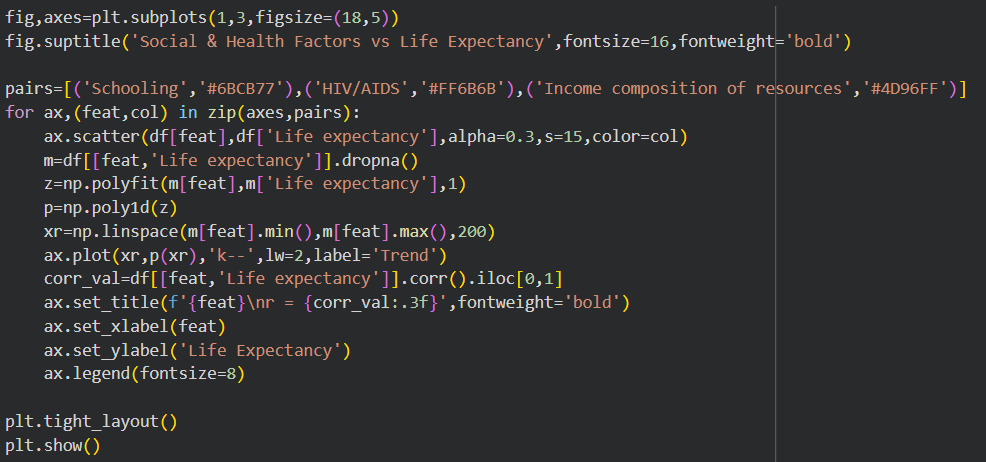 fig,axes=plt.subplots(1,3,figsize=(18,5))
fig.suptitle('Social & Health Factors vs Life Expectancy',fontsize=16,fontweight='bold')

pairs=[('Schooling','#6BCB77'),('HIV/AIDS','#FF6B6B'),('Income composition of resources','#4D96FF')]
for ax,(feat,col) in zip(axes,pairs):
    ax.scatter(df[feat],df['Life expectancy'],alpha=0.3,s=15,color=col)
    m=df[[feat,'Life expectancy']].dropna()
    z=np.polyfit(m[feat],m['Life expectancy'],1)
    p=np.poly1d(z)
    xr=np.linspace(m[feat].min(),m[feat].max(),200)
    ax.plot(xr,p(xr),'k--',lw=2,label='Trend')
    corr_val=df[[feat,'Life expectancy']].corr().iloc[0,1]
    ax.set_title(f'{feat}\nr = {corr_val:.3f}',fontweight='bold')
    ax.set_xlabel(feat)
    ax.set_ylabel('Life Expectancy')
    ax.legend(fontsize=8)

plt.tight_layout()
plt.show()